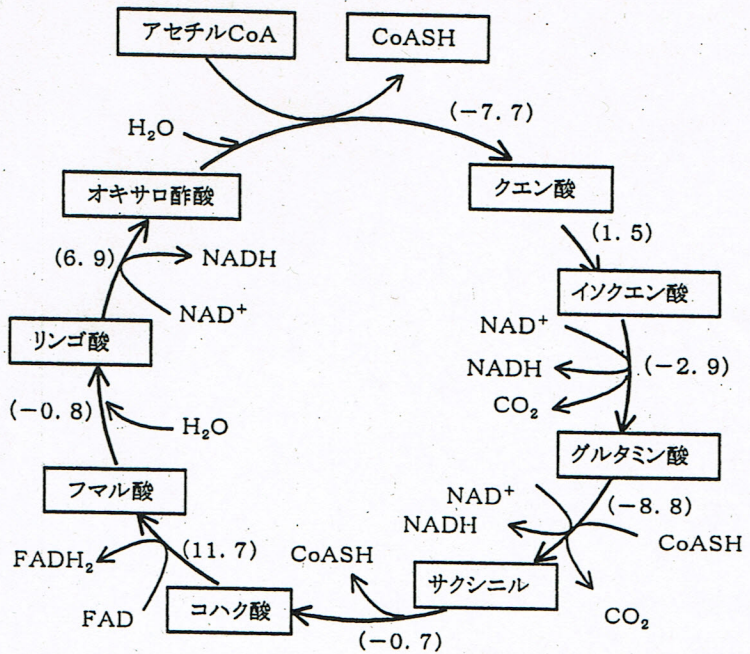 アセチルCoA
CoASH
(−7.7)
H₂O
オキサロ酢酸
クエン酸
(1.5)
(6.9)
NADH
NAD⁺
イソクエン酸
リンゴ酸
NAD⁺
NADH
CO₂
(−2.9)
(−0.8)
H₂O
グルタミン酸
フマル酸
NAD⁺
NADH
(−8.8)
CoASH
FADH₂
(11.7)
CoASH
サクシニル
FAD
コハク酸
(−0.7)
CO₂